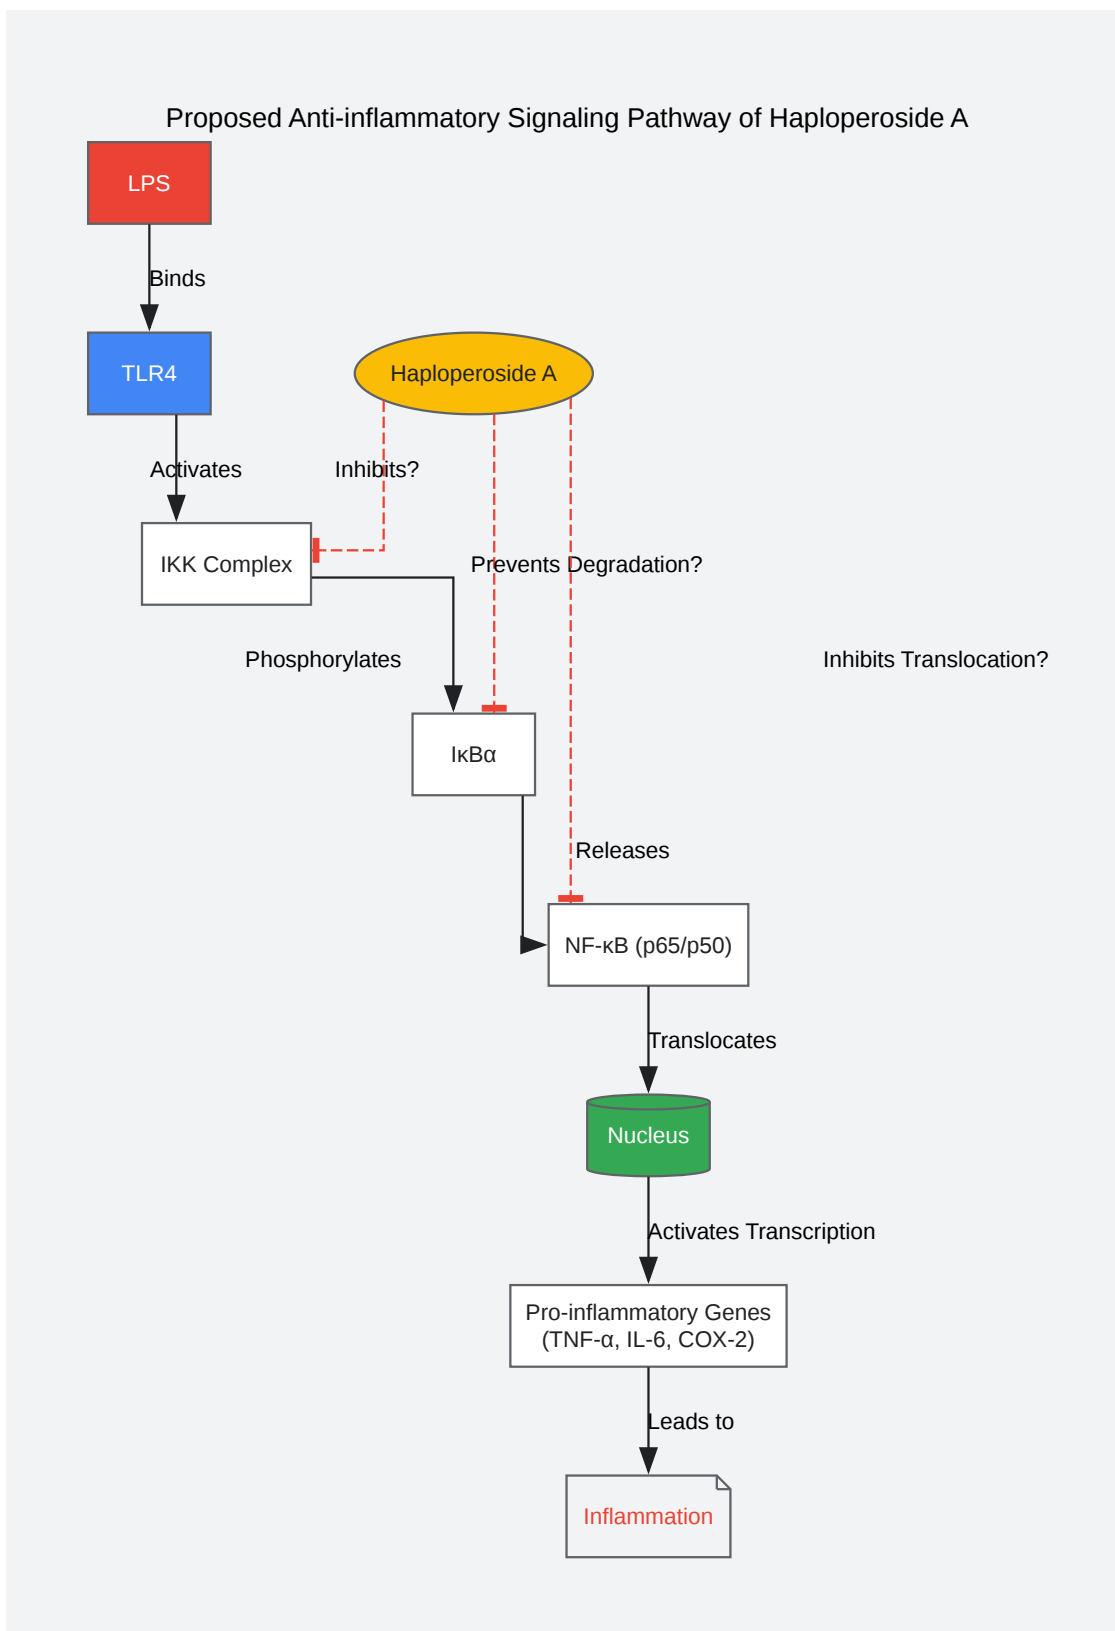 Proposed Anti-inflammatory Signaling Pathway of Haploperoside A
LPS
Binds
TLR4
Haploperoside A
Activates
Inhibits?
IKK Complex
Prevents Degradation?
Phosphorylates
Inhibits Translocation?
IκBα
Releases
NF-κB (p65/p50)
Translocates
Nucleus
Activates Transcription
Pro-inflammatory Genes
(TNF-α, IL-6, COX-2)
Leads to
Inflammation